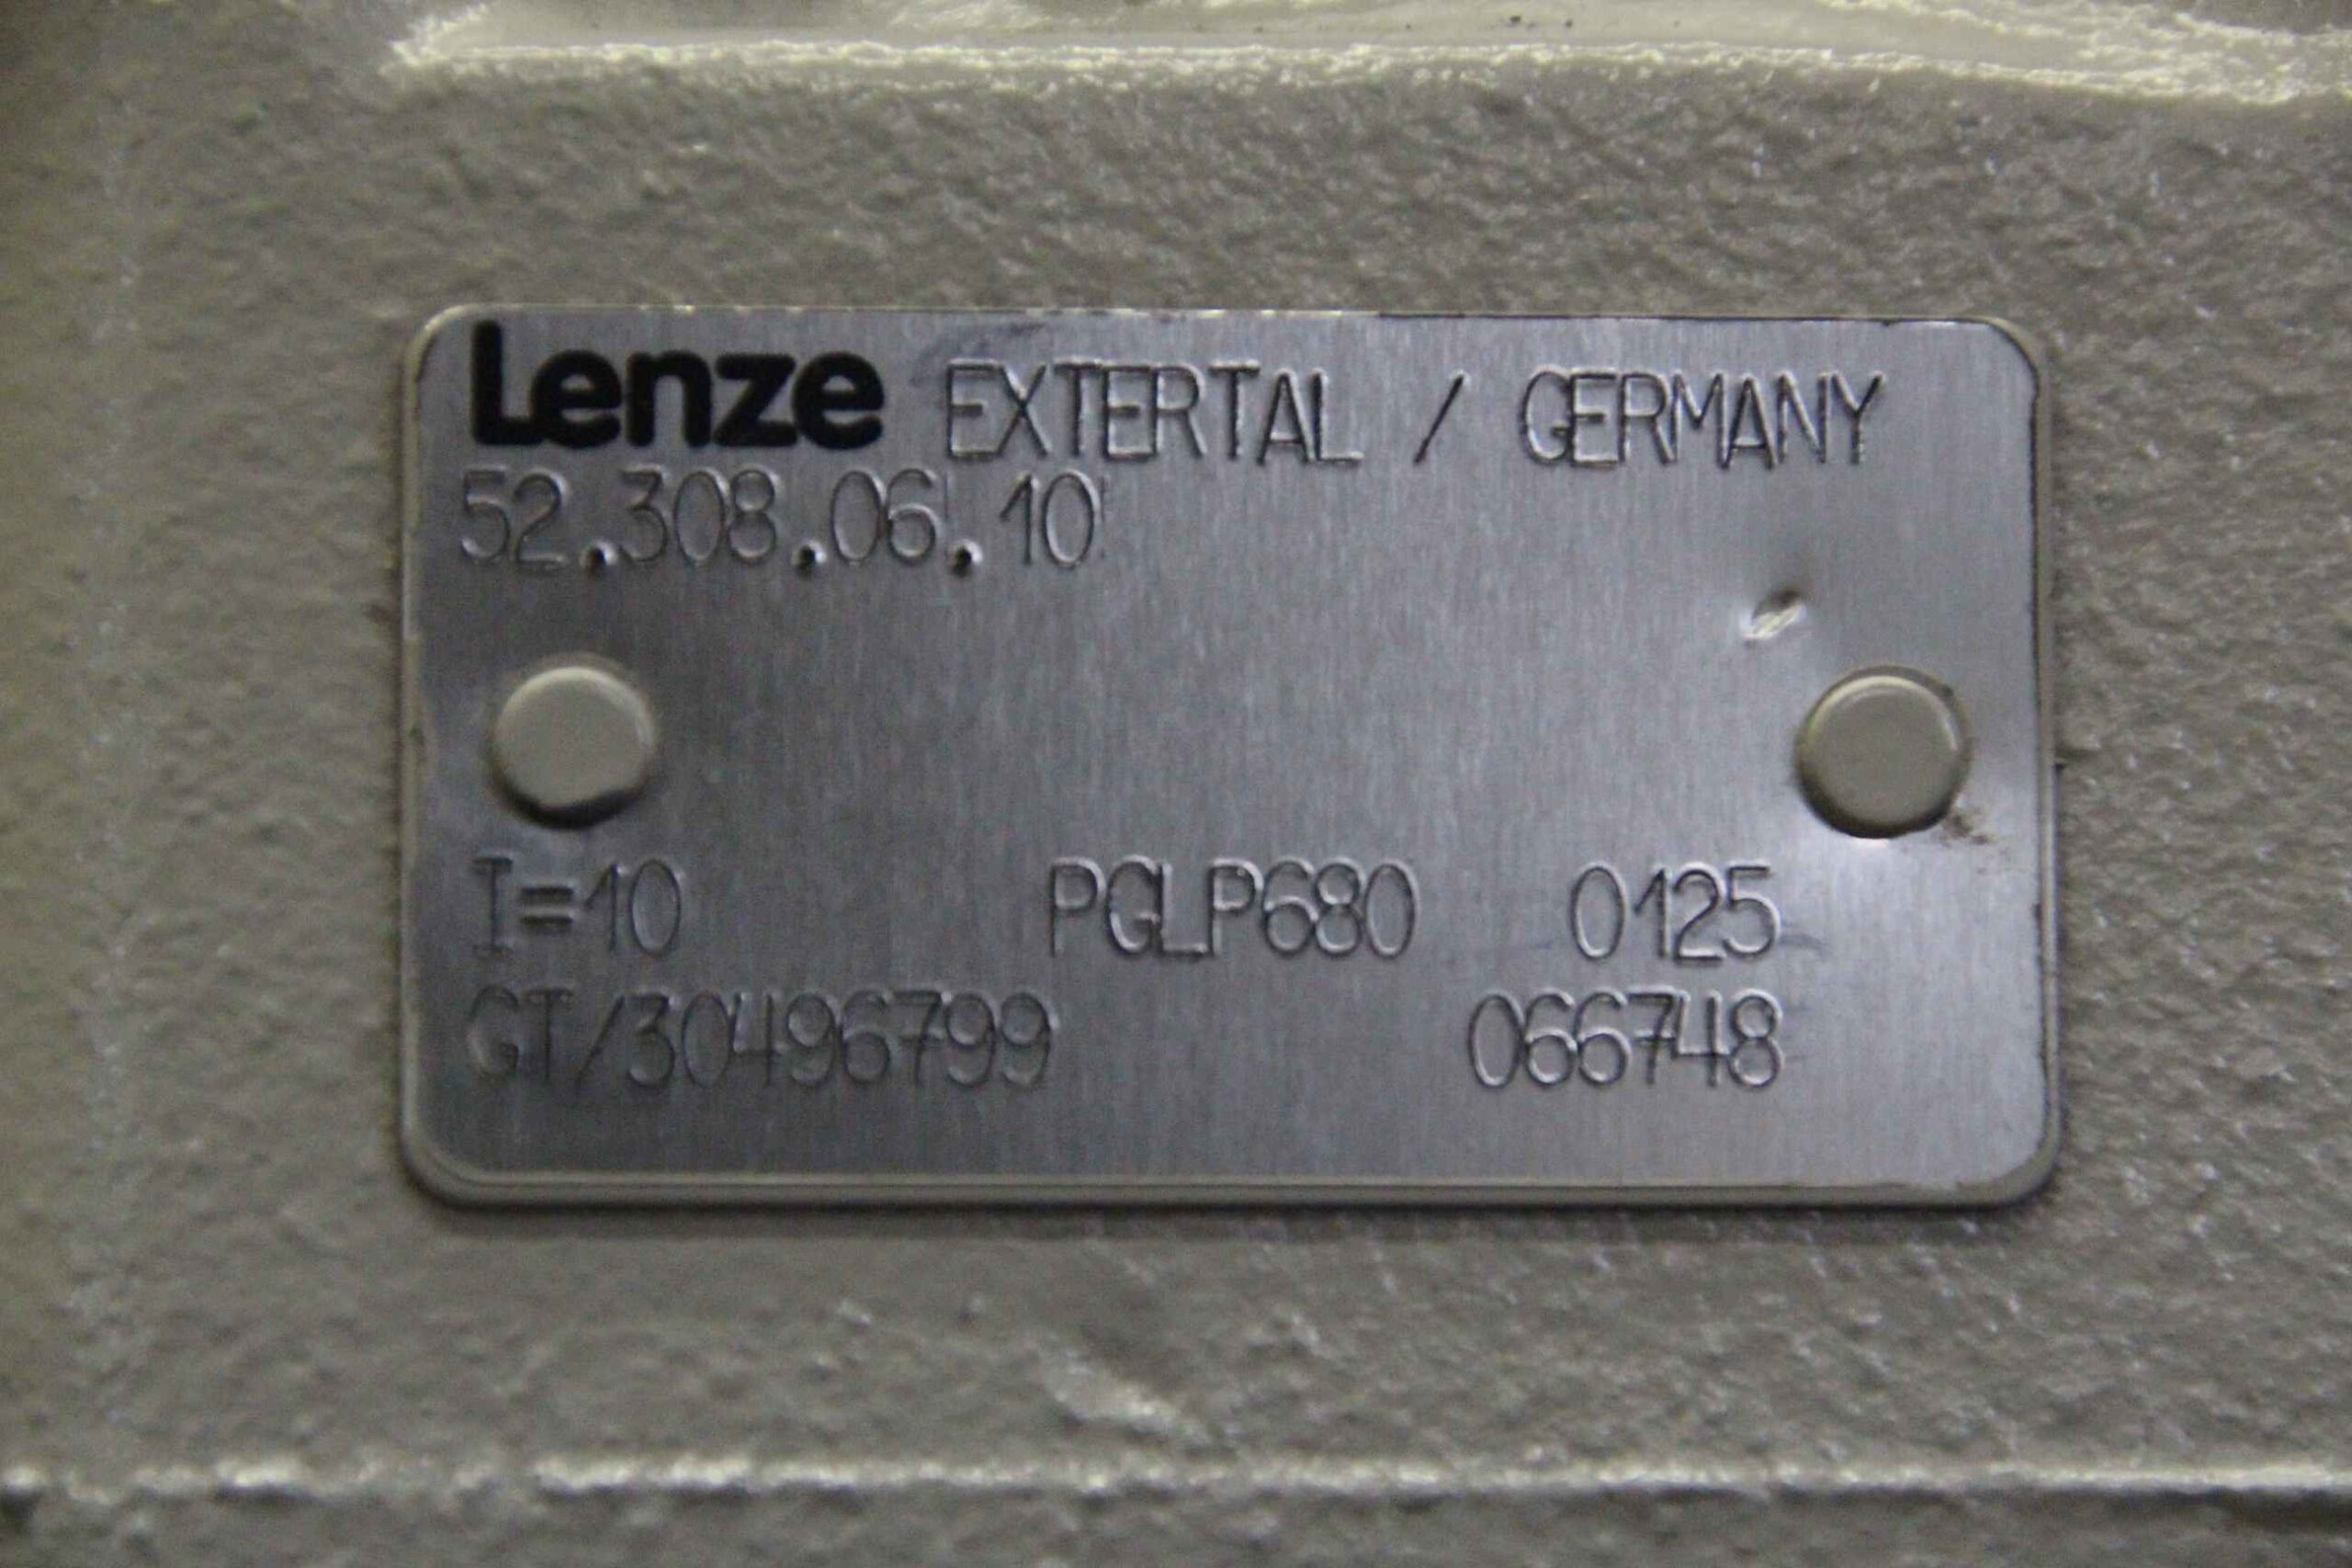 Lenze EXTERTAL / GERMANY
52.308.06.10
I=10 PGLP680 0125
GT/30496799 066748